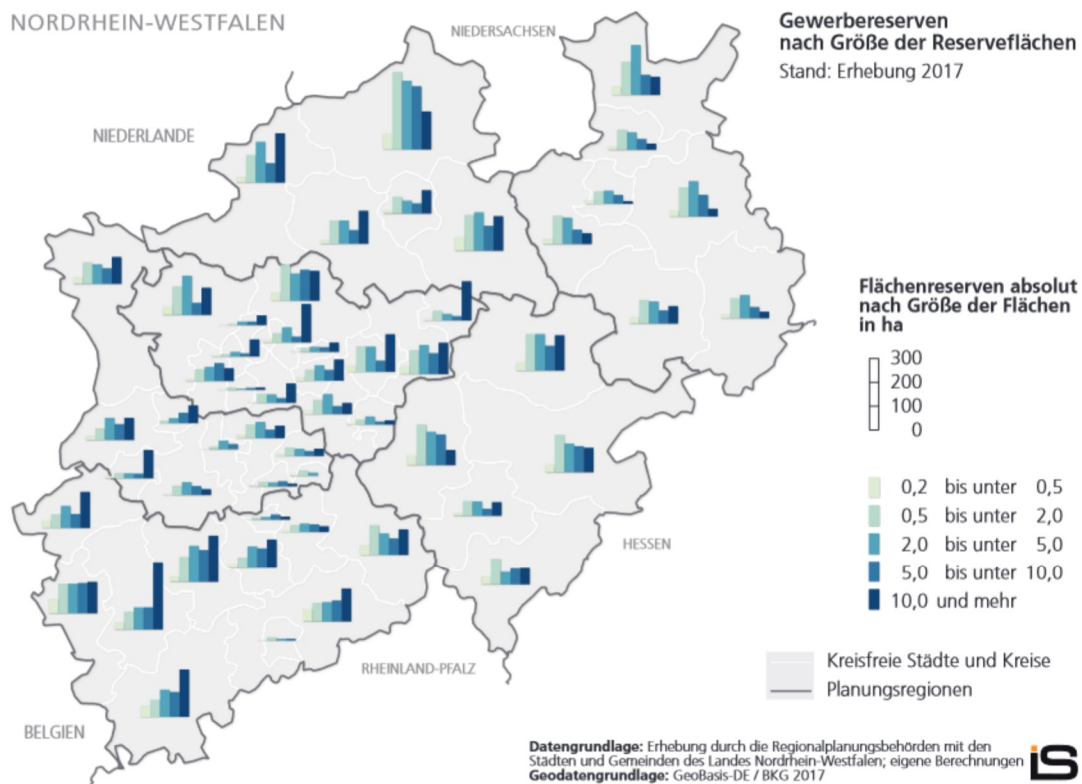 NORDRHEIN-WESTFALEN
NIEDERSACHSEN
Gewerbereserven
nach Größe der Reserveflächen
Stand: Erhebung 2017
NIEDERLANDE
Flächenreserven absolut
nach Größe der Flächen
in ha
300
200
100
0
0,2 bis unter 0,5
0,5 bis unter 2,0
2,0 bis unter 5,0
5,0 bis unter 10,0
10,0 und mehr
HESSEN
RHEINLAND-PFALZ
BELGIEN
Kreisfreie Städte und Kreise
Planungsregionen
Datengrundlage: Erhebung durch die Regionalplanungsbehörden mit den
Städten und Gemeinden des Landes Nordrhein-Westfalen; eigene Berechnungen
Geodatengrundlage: GeoBasis-DE / BKG 2017
iS